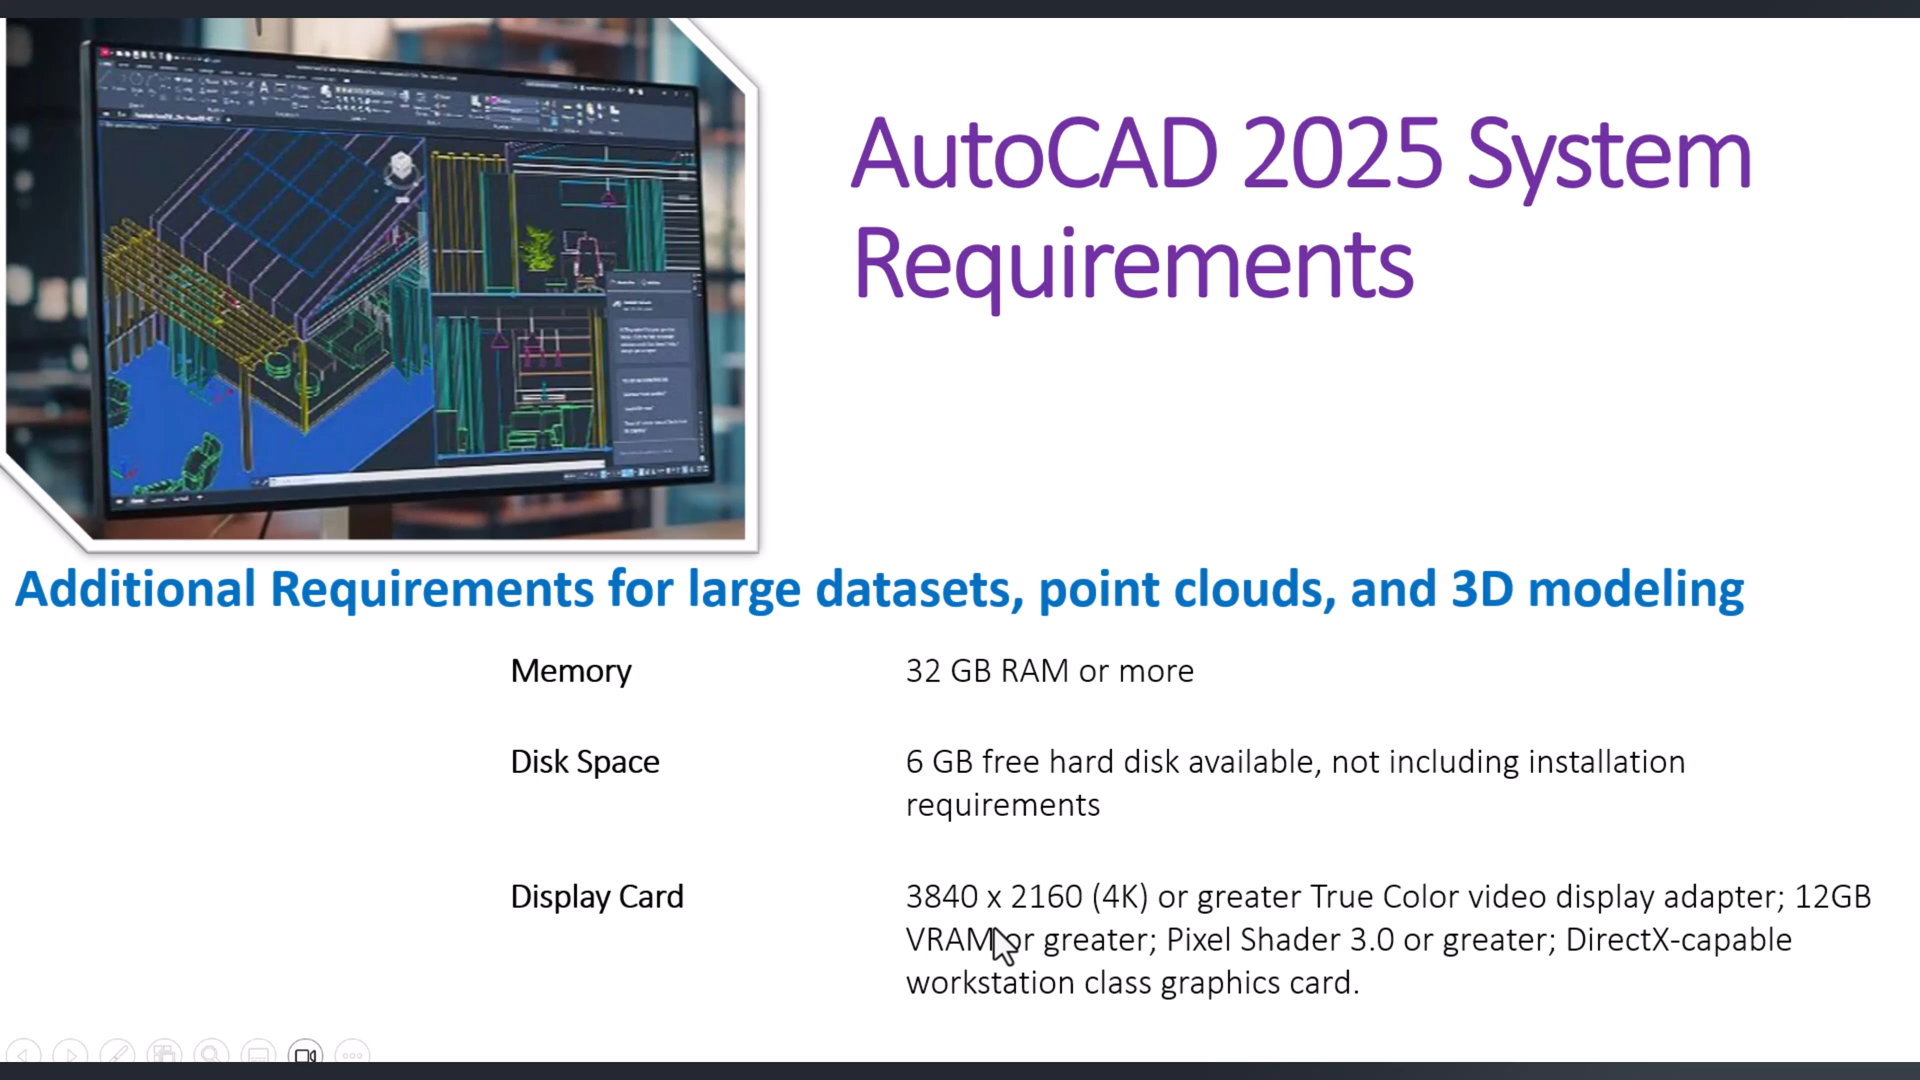 AutoCAD 2025 System
Requirements
Additional Requirements for large datasets, point clouds, and 3D modeling
Memory
32 GB RAM or more
Disk Space
6 GB free hard disk available, not including installation
requirements
Display Card
3840 x 2160 (4K) or greater True Color video display adapter; 12GB
VRAM or greater; Pixel Shader 3.0 or greater; DirectX-capable
workstation class graphics card.